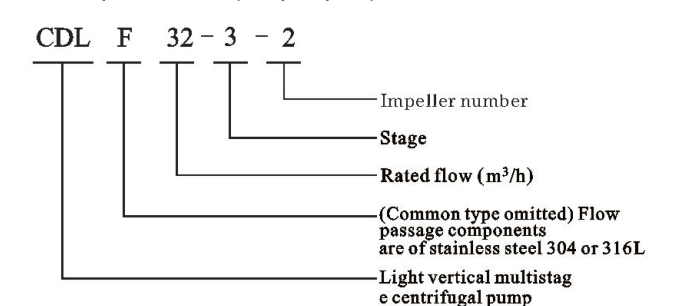 CDL F 32 - 3 - 2
Impeller number
Stage
Rated flow (m³/h)
(Common type omitted) Flow
passage components
are of stainless steel 304 or 316L
Light vertical multistag
e centrifugal pump